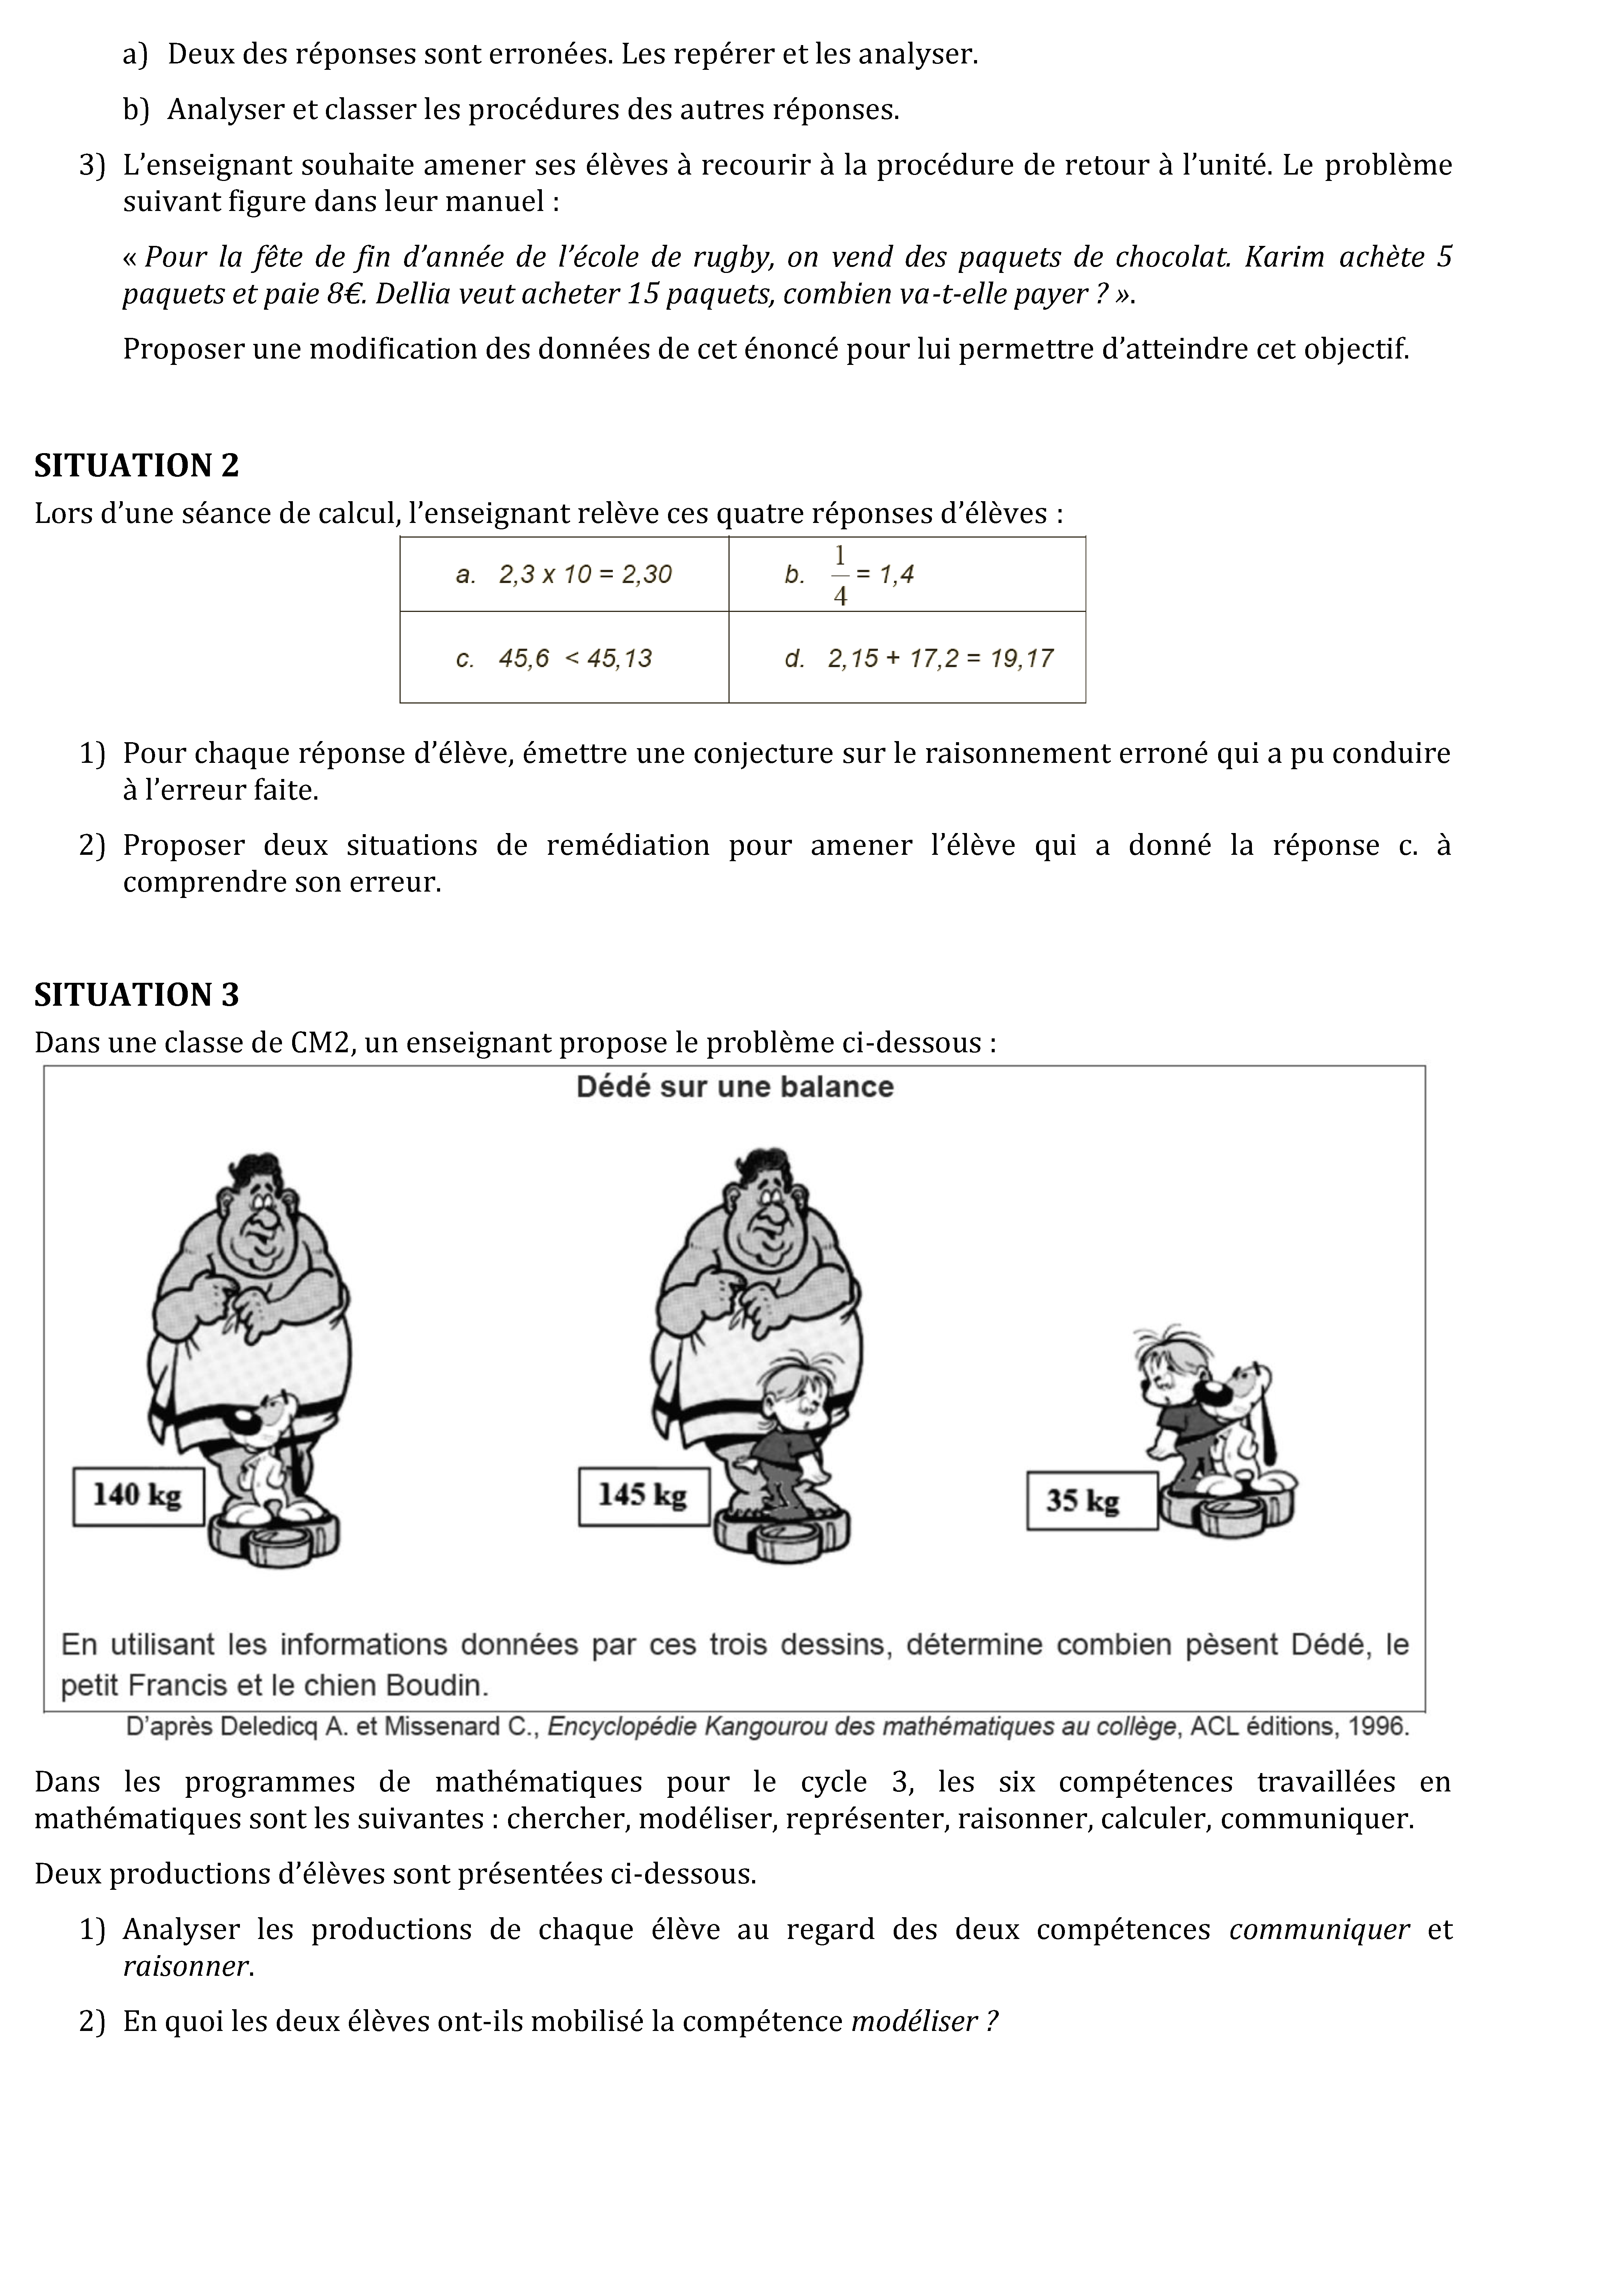 a) Deux des réponses sont erronées. Les repérer et les analyser.
b) Analyser et classer les procédures des autres réponses.
3) L’enseignant souhaite amener ses élèves à recourir à la procédure de retour à l’unité. Le problème
suivant figure dans leur manuel :
« Pour la fête de fin d’année de l’école de rugby, on vend des paquets de chocolat. Karim achète 5
paquets et paie 8€. Dellia veut acheter 15 paquets, combien va-t-elle payer ? ».
Proposer une modification des données de cet énoncé pour lui permettre d’atteindre cet objectif.
SITUATION 2
Lors d’une séance de calcul, l’enseignant relève ces quatre réponses d’élèves :
a. 2,3 x 10 = 2,30
b. 1/4 = 1,4
c. 45,6 < 45,13
d. 2,15 + 17,2 = 19,17
1) Pour chaque réponse d’élève, émettre une conjecture sur le raisonnement erroné qui a pu conduire
à l’erreur faite.
2) Proposer deux situations de remédiation pour amener l’élève qui a donné la réponse c. à
comprendre son erreur.
SITUATION 3
Dans une classe de CM2, un enseignant propose le problème ci-dessous :
Dédé sur une balance
140 kg
145 kg
35 kg
En utilisant les informations données par ces trois dessins, détermine combien pèsent Dédé, le
petit Francis et le chien Boudin.
D’après Deledicq A. et Missenard C., Encyclopédie Kangourou des mathématiques au collège, ACL éditions, 1996.
Dans les programmes de mathématiques pour le cycle 3, les six compétences travaillées en
mathématiques sont les suivantes : chercher, modéliser, représenter, raisonner, calculer, communiquer.
Deux productions d’élèves sont présentées ci-dessous.
1) Analyser les productions de chaque élève au regard des deux compétences communiquer et
raisonner.
2) En quoi les deux élèves ont-ils mobilisé la compétence modéliser ?